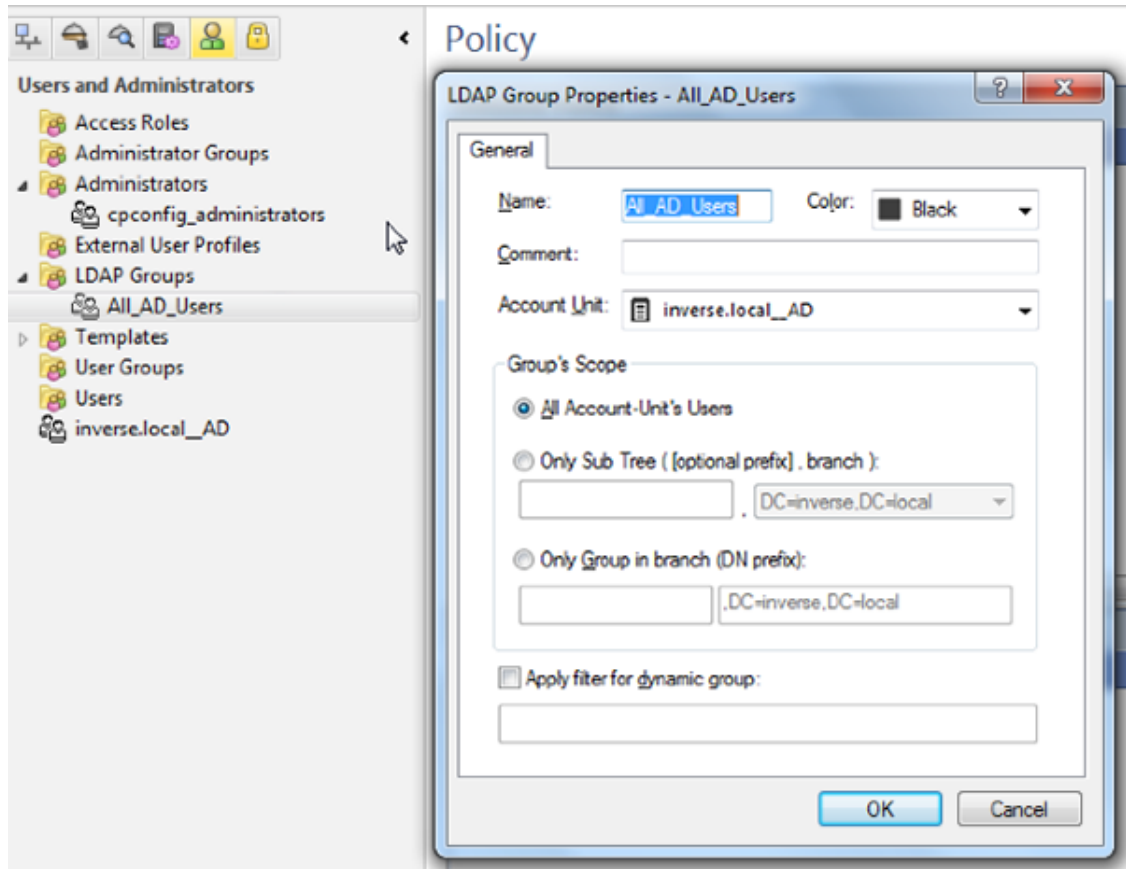 Policy
Users and Administrators
Access Roles
Administrator Groups
Administrators
cpconfig_administrators
External User Profiles
LDAP Groups
All_AD_Users
Templates
User Groups
Users
inverse.local__AD
LDAP Group Properties - All_AD_Users
General
Name: All_AD_Users Color: Black
Comment:
Account Unit: inverse.local__AD
Group's Scope
All Account-Unit's Users
Only Sub Tree ( [optional prefix] , branch ):
, DC=inverse,DC=local
Only Group in branch (DN prefix):
,DC=inverse,DC=local
Apply filter for dynamic group:
OK Cancel